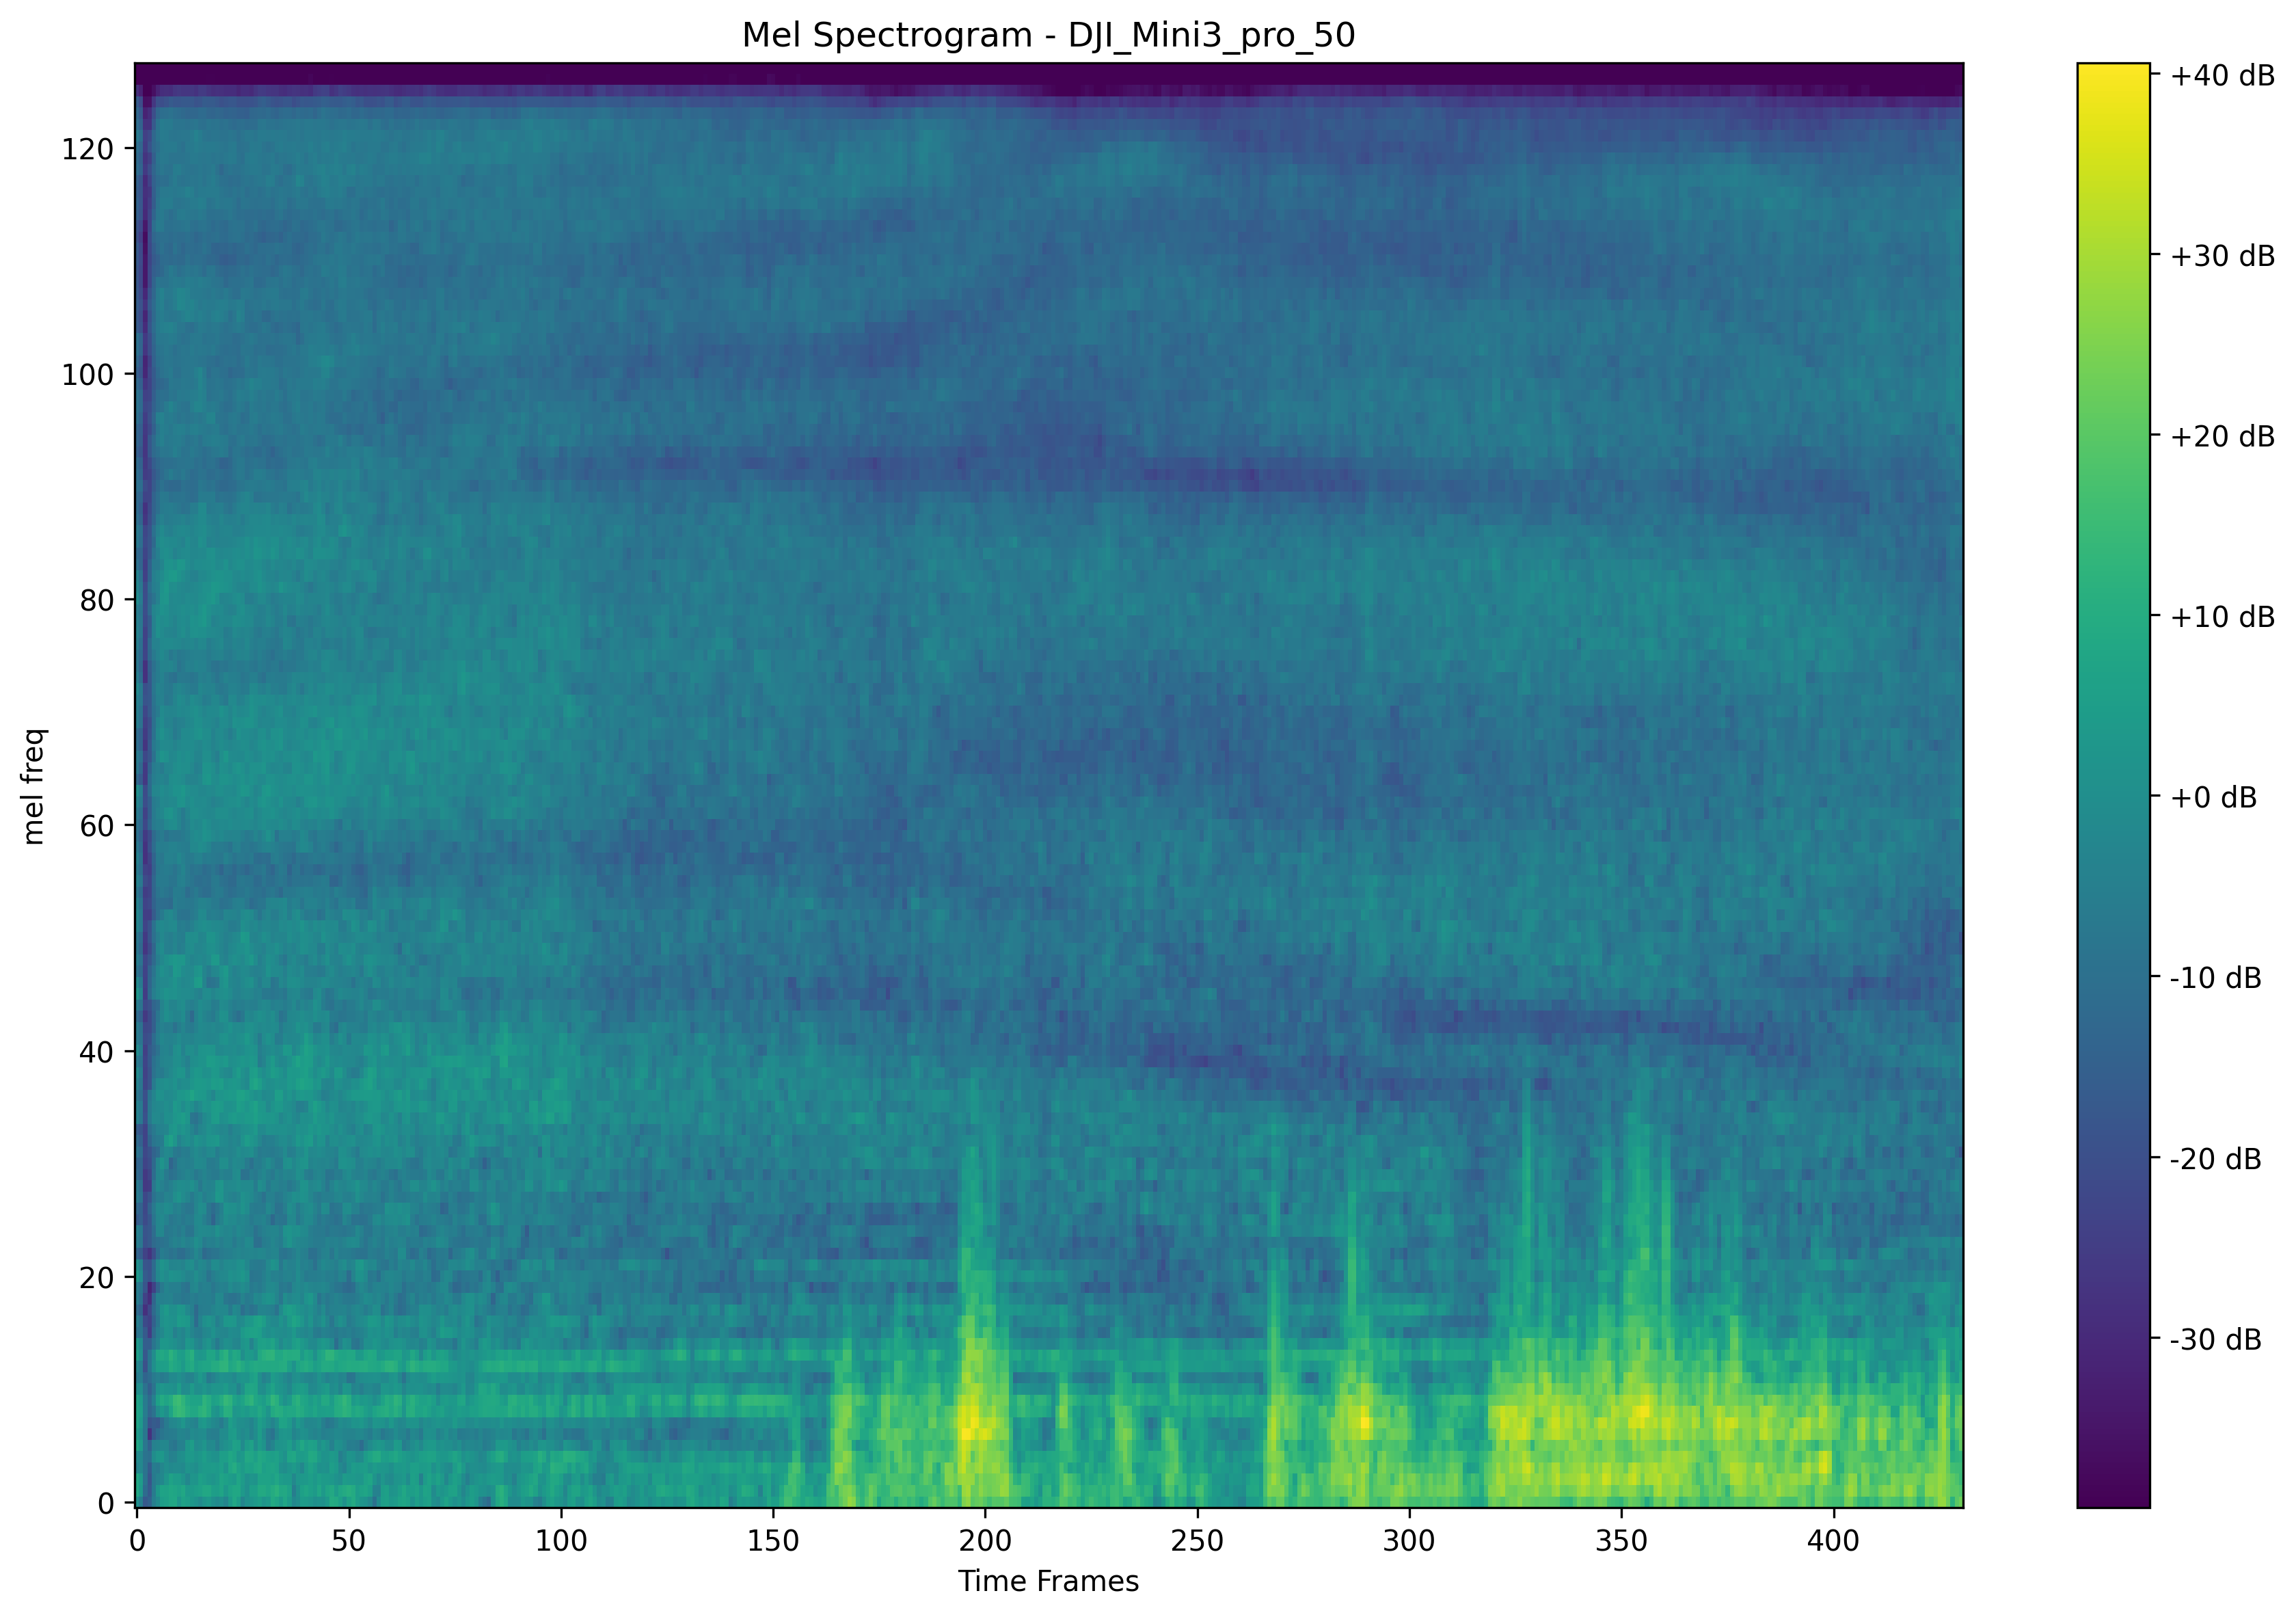 Mel Spectrogram - DJI_Mini3_pro_50
mel freq
120
100
80
60
40
20
0
0 50 100 150 200 250 300 350 400
Time Frames
+40 dB
+30 dB
+20 dB
+10 dB
+0 dB
-10 dB
-20 dB
-30 dB